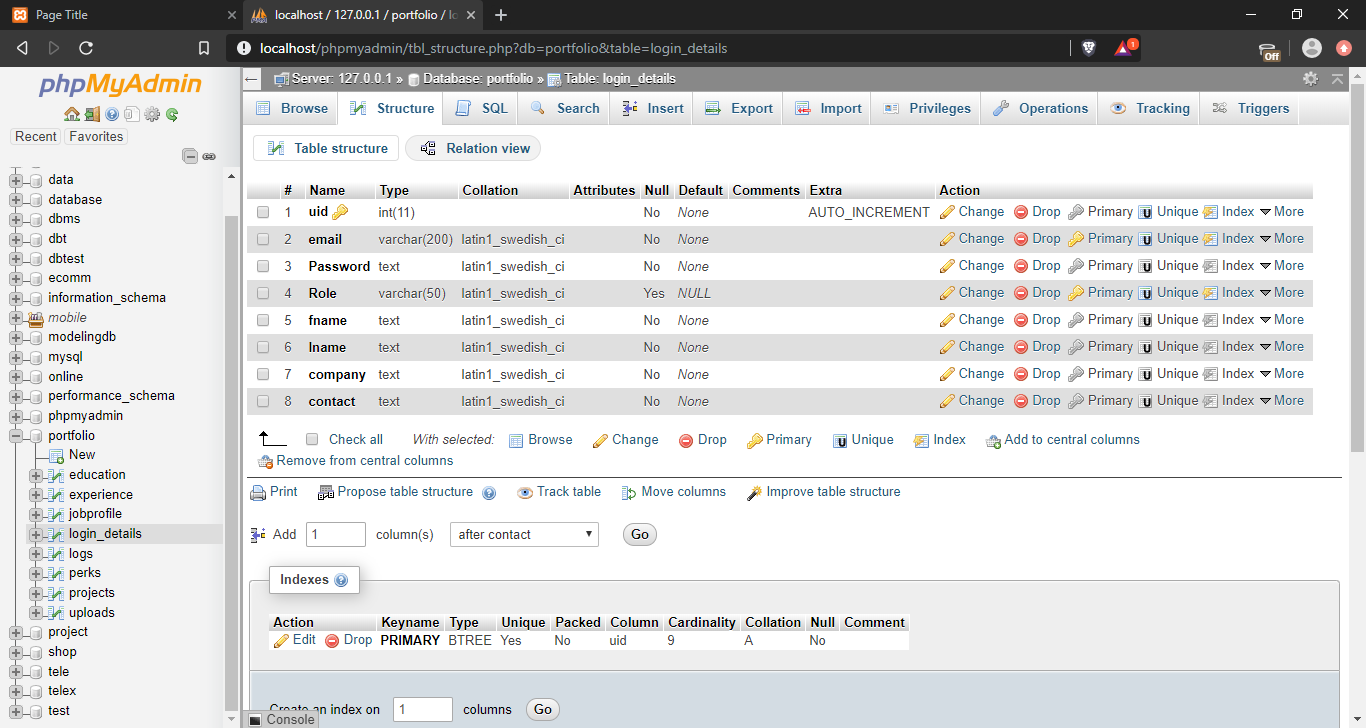 Page Title
localhost / 127.0.0.1 / portfolio / lo
localhost/phpmyadmin/tbl_structure.php?db=portfolio&table=login_details
1
Off
phpMyAdmin
Recent Favorites
data
database
dbms
dbt
dbtest
ecomm
information_schema
mobile
modelingdb
mysql
online
performance_schema
phpmyadmin
portfolio
New
education
experience
jobprofile
login_details
logs
perks
projects
uploads
project
shop
tele
telex
test
Server: 127.0.0.1 » Database: portfolio » Table: login_details
Browse Structure SQL Search Insert Export Import Privileges Operations Tracking Triggers
Table structure Relation view
# Name Type Collation Attributes Null Default Comments Extra Action
1 uid int(11) No None AUTO_INCREMENT Change Drop Primary Unique Index More
2 email varchar(200) latin1_swedish_ci No None Change Drop Primary Unique Index More
3 Password text latin1_swedish_ci No None Change Drop Primary Unique Index More
4 Role varchar(50) latin1_swedish_ci Yes NULL Change Drop Primary Unique Index More
5 fname text latin1_swedish_ci No None Change Drop Primary Unique Index More
6 lname text latin1_swedish_ci No None Change Drop Primary Unique Index More
7 company text latin1_swedish_ci No None Change Drop Primary Unique Index More
8 contact text latin1_swedish_ci No None Change Drop Primary Unique Index More
Check all With selected: Browse Change Drop Primary Unique Index Add to central columns
Remove from central columns
Print Propose table structure Track table Move columns Improve table structure
Add 1 column(s) after contact Go
Indexes
Action Keyname Type Unique Packed Column Cardinality Collation Null Comment
Edit Drop PRIMARY BTREE Yes No uid 9 A No
Create an index on 1 columns Go
Console